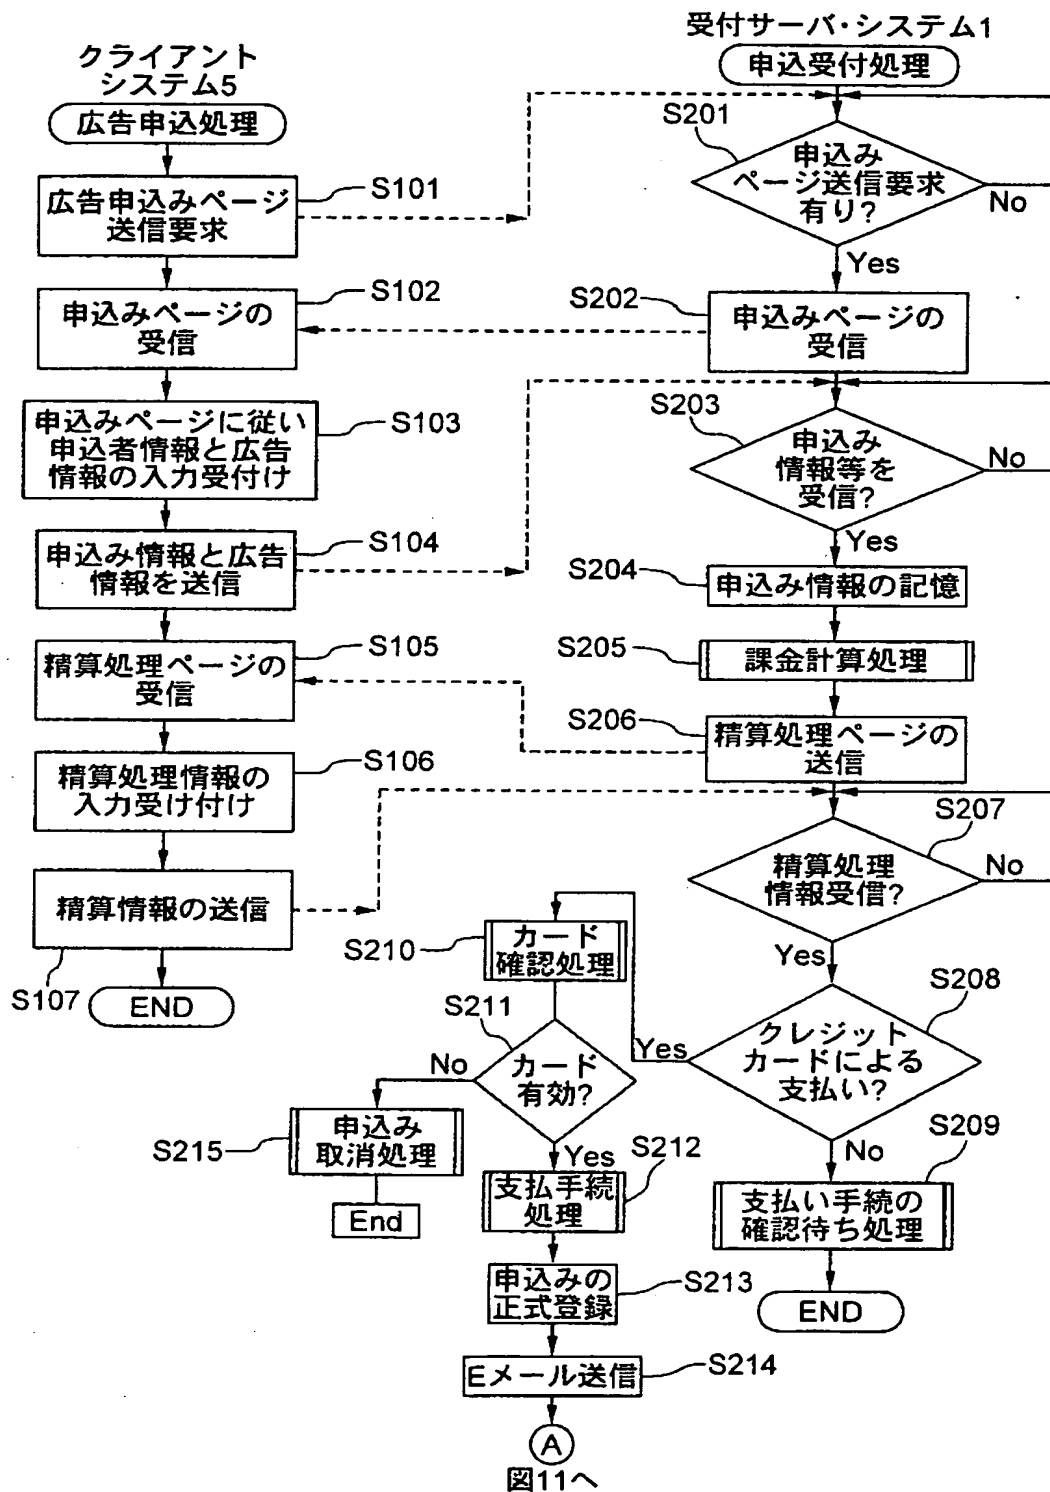 クライアント
システム5
広告申込処理
広告申込みページ
送信要求
S101
申込みページの
受信
S102
申込みページに従い
申込者情報と広告
情報の入力受付け
S103
申込み情報と広告
情報を送信
S104
精算処理ページの
受信
S105
精算処理情報の
入力受け付け
S106
精算情報の送信
S107
END
受付サーバ・システム1
申込受付処理
S201
申込み
ページ送信要求
有り?
No
Yes
S202
申込みページの
受信
S203
申込み
情報等を
受信?
No
Yes
S204
申込み情報の記憶
S205
課金計算処理
S206
精算処理ページの
送信
S207
精算処理
情報受信?
No
Yes
S208
クレジット
カードによる
支払い?
Yes
No
S209
支払い手続の
確認待ち処理
END
S210
カード
確認処理
S211
カード
有効?
No
Yes
S215
申込み
取消処理
End
S212
支払手続
処理
申込みの
正式登録
S213
Eメール送信
S214
A
図11へ